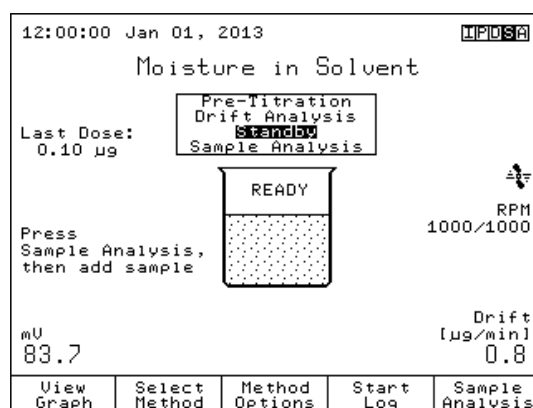 12:00:00 Jan 01, 2013 IPDSA
Moisture in Solvent
Pre-Titration
Drift Analysis
Standby
Sample Analysis
Last Dose:
0.10 µg
READY
RPM
1000/1000
Press
Sample Analysis,
then add sample
mV
83.7
Drift
[µg/min]
0.8
View Graph
Select Method
Method Options
Start Log
Sample Analysis